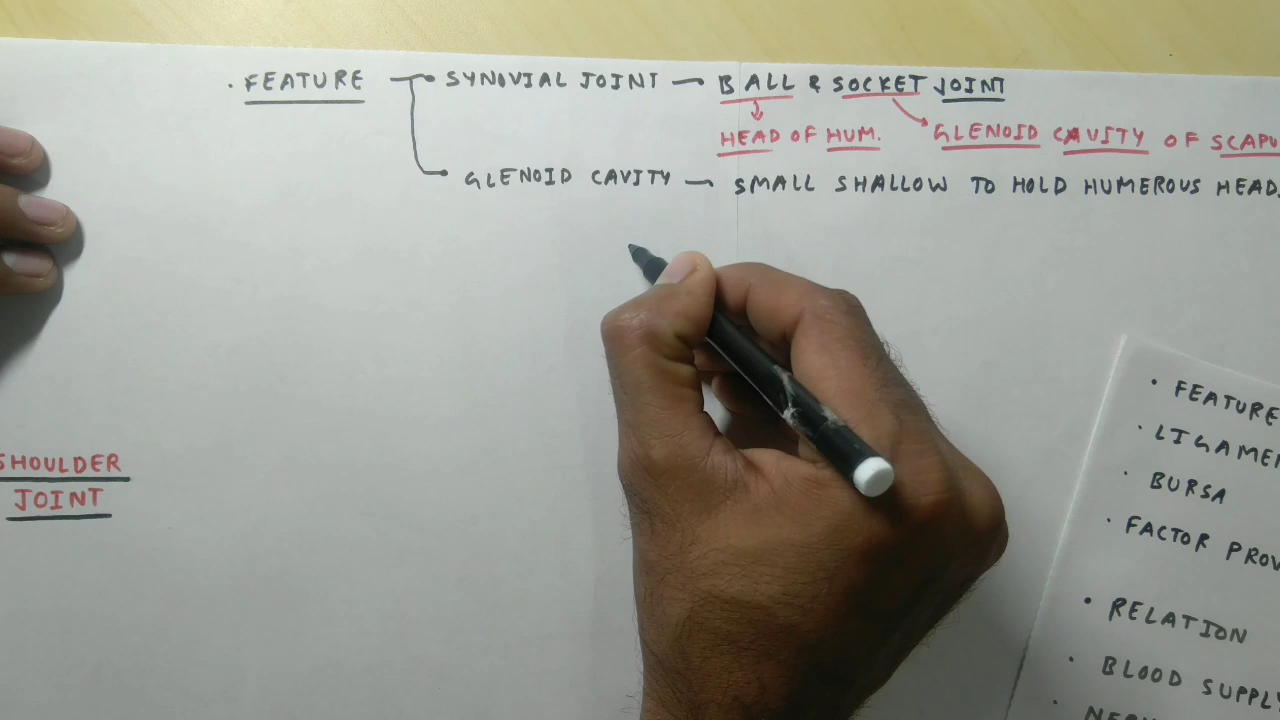 . FEATURE SYNOVIAL JOINT — BALL & SOCKET JOINT
HEAD OF HUM. GLENOID CAVITY OF SCAPU
GLENOID CAVITY — SMALL SHALLOW TO HOLD HUMEROUS HEAD.
SHOULDER
JOINT
• FEATURE
• LIGAMEN
• BURSA
• FACTOR PROV
• RELATION
• BLOOD SUPPLY